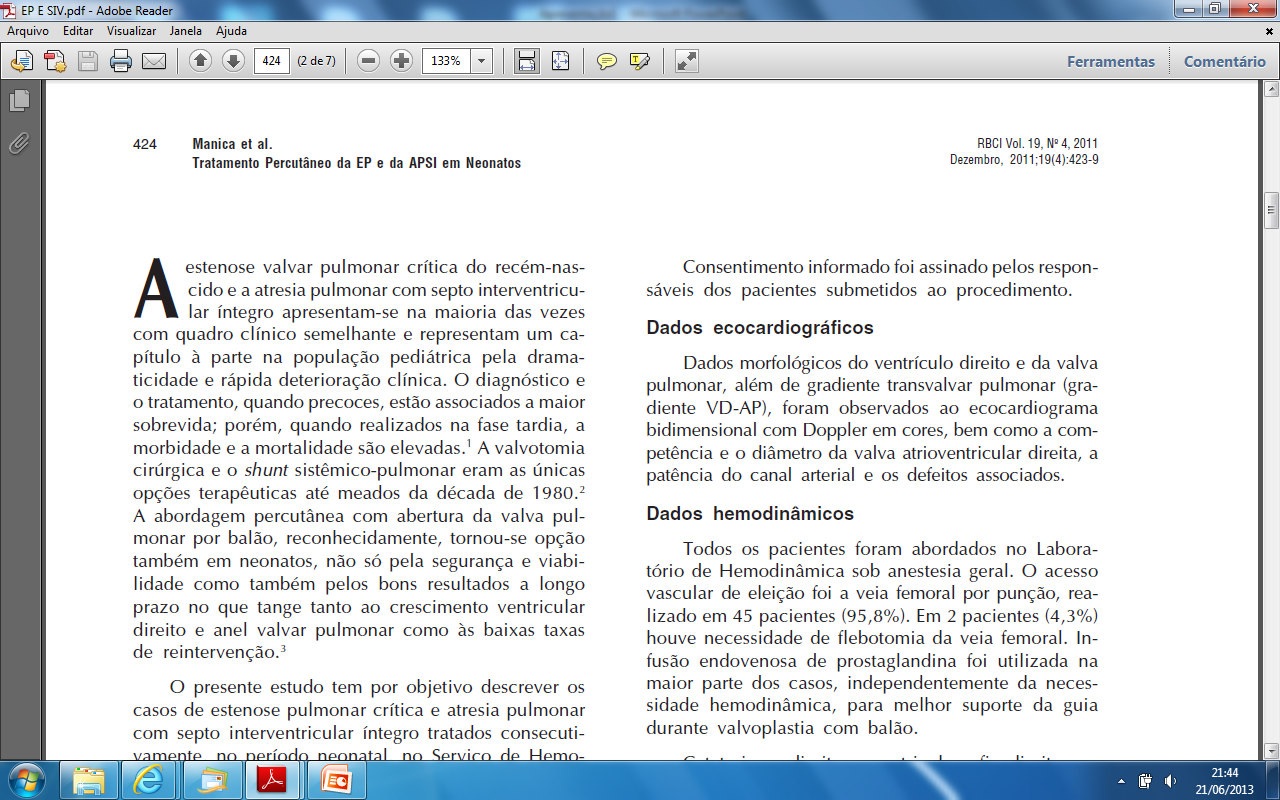 EP E SIV.pdf - Adobe Reader
Arquivo Editar Visualizar Janela Ajuda
424 (2 de 7) 133% Ferramentas Comentário
424 Manica et al.
Tratamento Percutâneo da EP e da APSI em Neonatos
RBCI Vol. 19, Nº 4, 2011
Dezembro, 2011;19(4):423-9
A estenose valvar pulmonar crítica do recém-nas-
cido e a atresia pulmonar com septo interventricu-
lar íntegro apresentam-se na maioria das vezes
com quadro clínico semelhante e representam um ca-
pítulo à parte na população pediátrica pela drama-
ticidade e rápida deterioração clínica. O diagnóstico e
o tratamento, quando precoces, estão associados a maior
sobrevida; porém, quando realizados na fase tardia, a
morbidade e a mortalidade são elevadas.¹ A valvotomia
cirúrgica e o shunt sistêmico-pulmonar eram as únicas
opções terapêuticas até meados da década de 1980.²
A abordagem percutânea com abertura da valva pul-
monar por balão, reconhecidamente, tornou-se opção
também em neonatos, não só pela segurança e viabi-
lidade como também pelos bons resultados a longo
prazo no que tange tanto ao crescimento ventricular
direito e anel valvar pulmonar como às baixas taxas
de reintervenção.³
O presente estudo tem por objetivo descrever os
casos de estenose pulmonar crítica e atresia pulmonar
com septo interventricular íntegro tratados consecuti-
vamente, no período neonatal, no Serviço de Hemo-
Consentimento informado foi assinado pelos respon-
sáveis dos pacientes submetidos ao procedimento.
Dados ecocardiográficos
Dados morfológicos do ventrículo direito e da valva
pulmonar, além de gradiente transvalvar pulmonar (gra-
diente VD-AP), foram observados ao ecocardiograma
bidimensional com Doppler em cores, bem como a com-
petência e o diâmetro da valva atrioventricular direita, a
patência do canal arterial e os defeitos associados.
Dados hemodinâmicos
Todos os pacientes foram abordados no Labora-
tório de Hemodinâmica sob anestesia geral. O acesso
vascular de eleição foi a veia femoral por punção, rea-
lizado em 45 pacientes (95,8%). Em 2 pacientes (4,3%)
houve necessidade de flebotomia da veia femoral. In-
fusão endovenosa de prostaglandina foi utilizada na
maior parte dos casos, independentemente da neces-
sidade hemodinâmica, para melhor suporte da guia
durante valvoplastia com balão.
21:44
21/06/2013